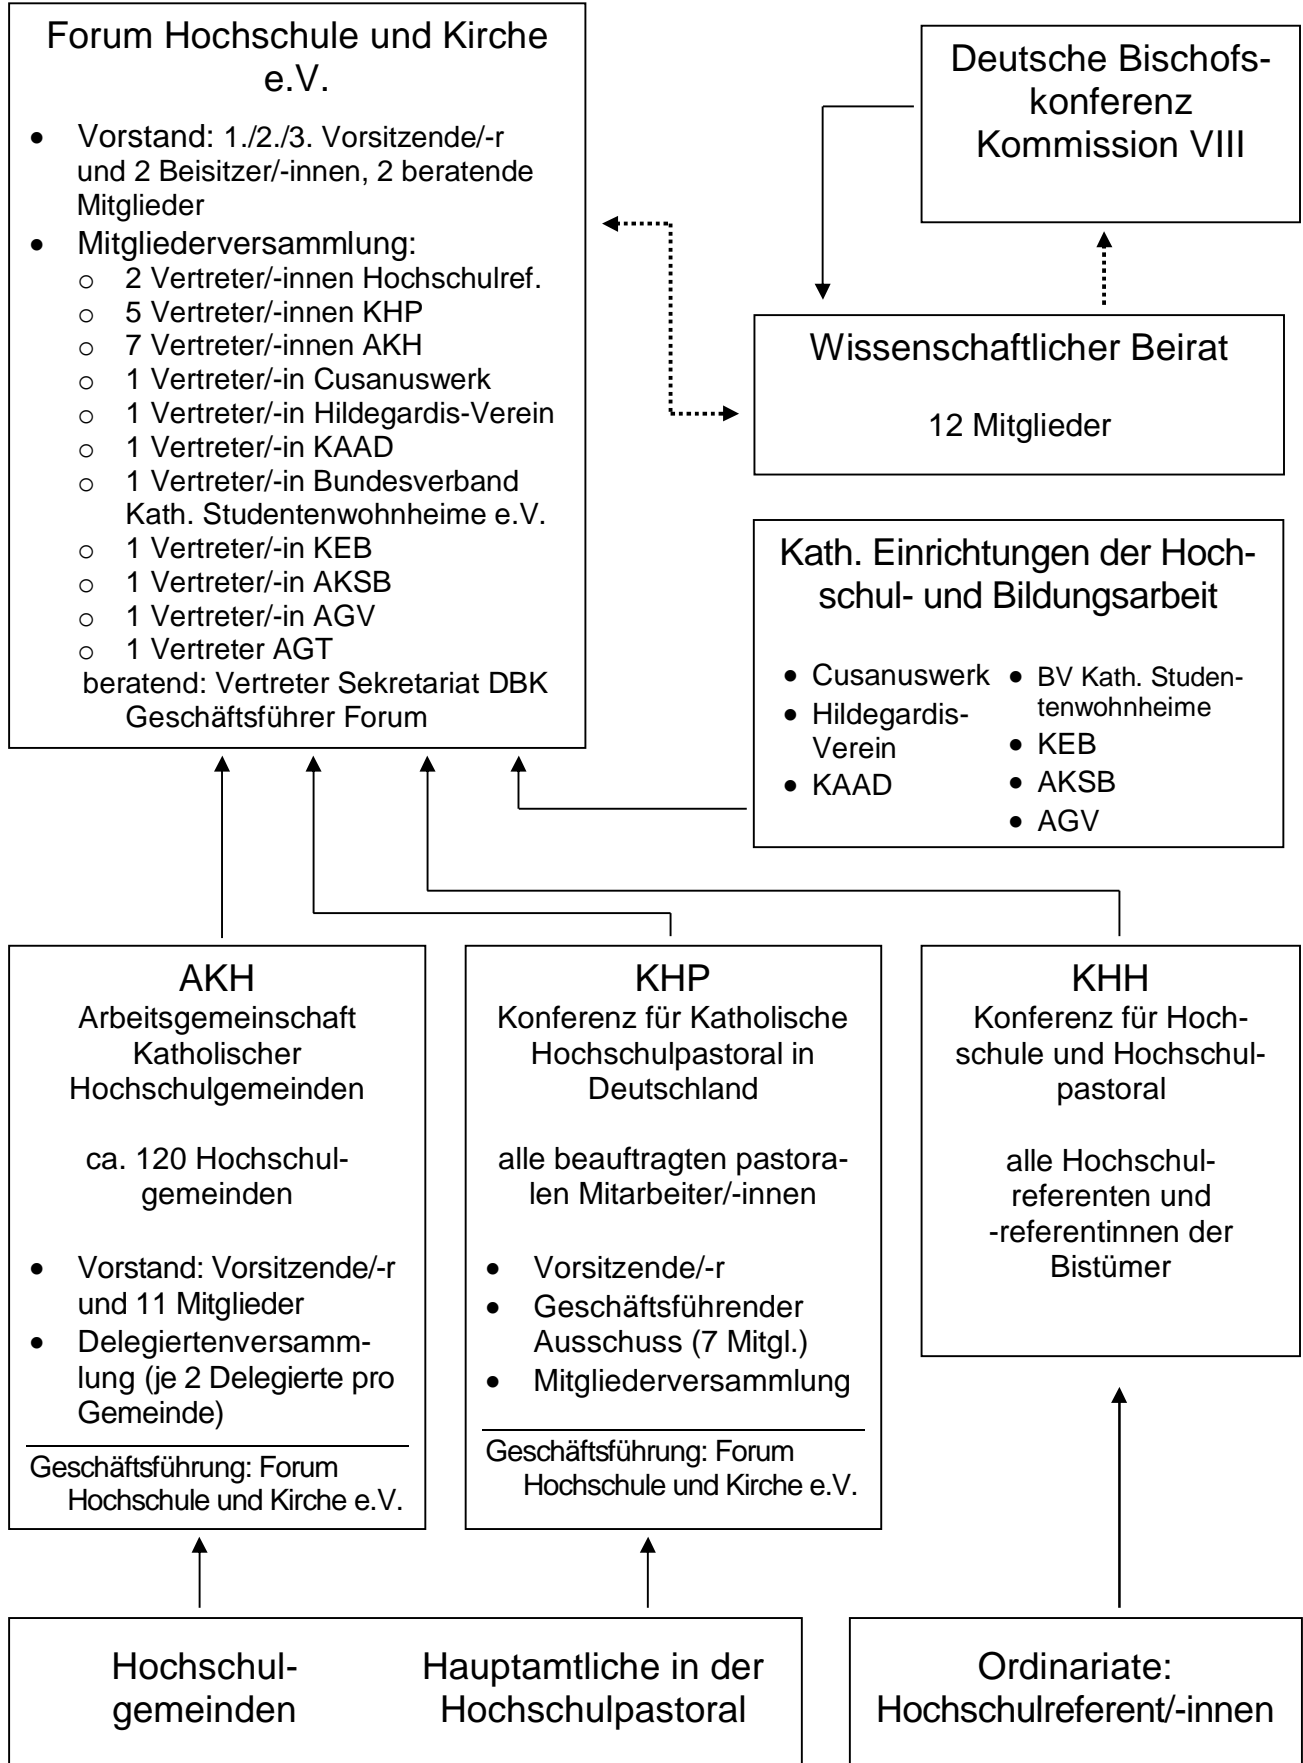 Forum Hochschule und Kirche
e.V.
• Vorstand: 1./2./3. Vorsitzende/-r
und 2 Beisitzer/-innen, 2 beratende
Mitglieder
• Mitgliederversammlung:
o 2 Vertreter/-innen Hochschulref.
o 5 Vertreter/-innen KHP
o 7 Vertreter/-innen AKH
o 1 Vertreter/-in Cusanuswerk
o 1 Vertreter/-in Hildegardis-Verein
o 1 Vertreter/-in KAAD
o 1 Vertreter/-in Bundesverband
Kath. Studentenwohnheime e.V.
o 1 Vertreter/-in KEB
o 1 Vertreter/-in AKSB
o 1 Vertreter/-in AGV
o 1 Vertreter AGT
beratend: Vertreter Sekretariat DBK
Geschäftsführer Forum
Deutsche Bischofs-
konferenz
Kommission VIII
Wissenschaftlicher Beirat
12 Mitglieder
Kath. Einrichtungen der Hoch-
schul- und Bildungsarbeit
• Cusanuswerk
• Hildegardis-
Verein
• KAAD
• BV Kath. Studen-
tenwohnheime
• KEB
• AKSB
• AGV
AKH
Arbeitsgemeinschaft
Katholischer
Hochschulgemeinden
ca. 120 Hochschul-
gemeinden
• Vorstand: Vorsitzende/-r
und 11 Mitglieder
• Delegiertenversamm-
lung (je 2 Delegierte pro
Gemeinde)
Geschäftsführung: Forum
Hochschule und Kirche e.V.
KHP
Konferenz für Katholische
Hochschulpastoral in
Deutschland
alle beauftragten pastora-
len Mitarbeiter/-innen
• Vorsitzende/-r
• Geschäftsführender
Ausschuss (7 Mitgl.)
• Mitgliederversammlung
Geschäftsführung: Forum
Hochschule und Kirche e.V.
KHH
Konferenz für Hoch-
schule und Hochschul-
pastoral
alle Hochschul-
referenten und
-referentinnen der
Bistümer
Hochschul-
gemeinden
Hauptamtliche in der
Hochschulpastoral
Ordinariate:
Hochschulreferent/-innen